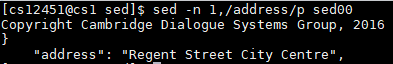 [cs12451@cs1 sed]$ sed -n 1,/address/p sed00
Copyright Cambridge Dialogue Systems Group, 2016
}
    "address": "Regent Street City Centre",